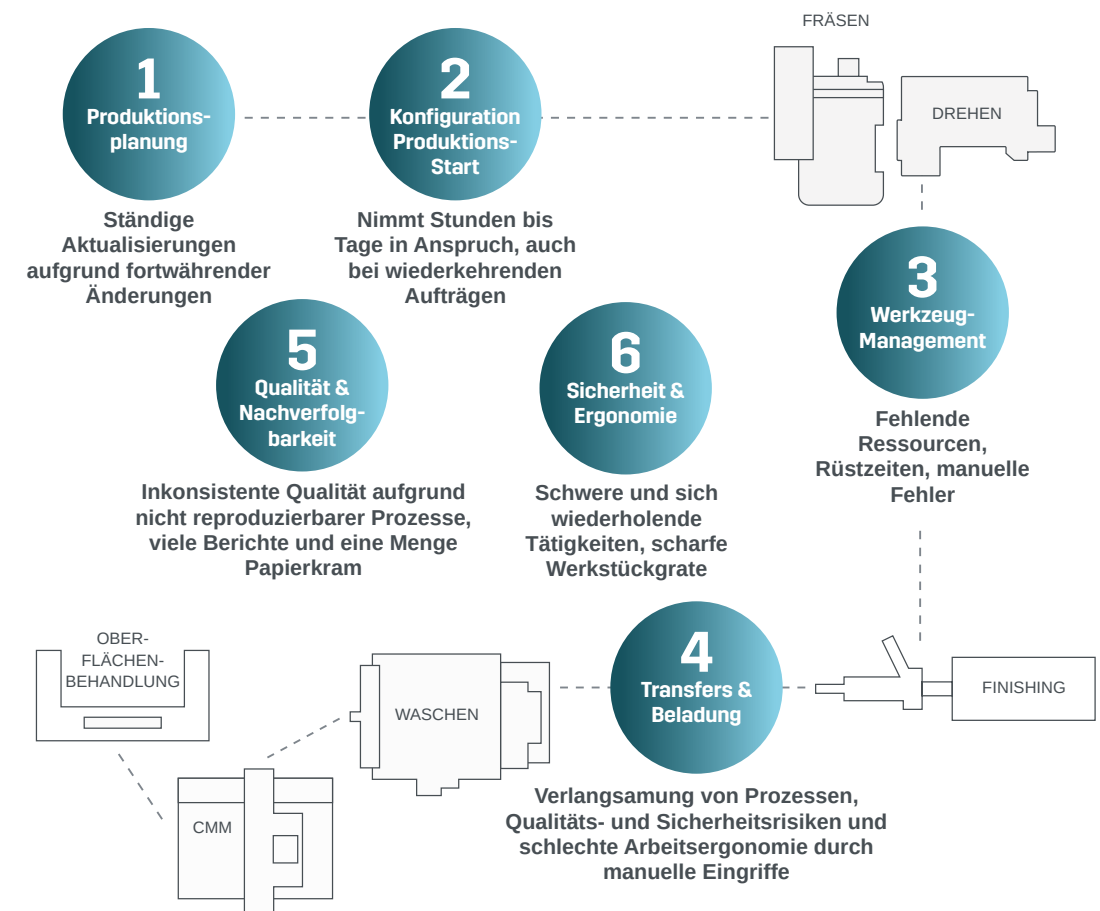 FRÄSEN
DREHEN
1
Produktions-
planung
Ständige
Aktualisierungen
aufgrund fortwährender
Änderungen
2
Konfiguration
Produktions-
Start
Nimmt Stunden bis
Tage in Anspruch, auch
bei wiederkehrenden
Aufträgen
3
Werkzeug-
Management
Fehlende
Ressourcen,
Rüstzeiten, manuelle
Fehler
5
Qualität &
Nachverfolg-
barkeit
Inkonsistente Qualität aufgrund
nicht reproduzierbarer Prozesse,
viele Berichte und eine Menge
Papierkram
6
Sicherheit &
Ergonomie
Schwere und sich
wiederholende
Tätigkeiten, scharfe
Werkstückgrate
4
Transfers &
Beladung
Verlangsamung von Prozessen,
Qualitäts- und Sicherheitsrisiken und
schlechte Arbeitsergonomie durch
manuelle Eingriffe
FINISHING
WASCHEN
OBER-
FLÄCHEN-
BEHANDLUNG
CMM